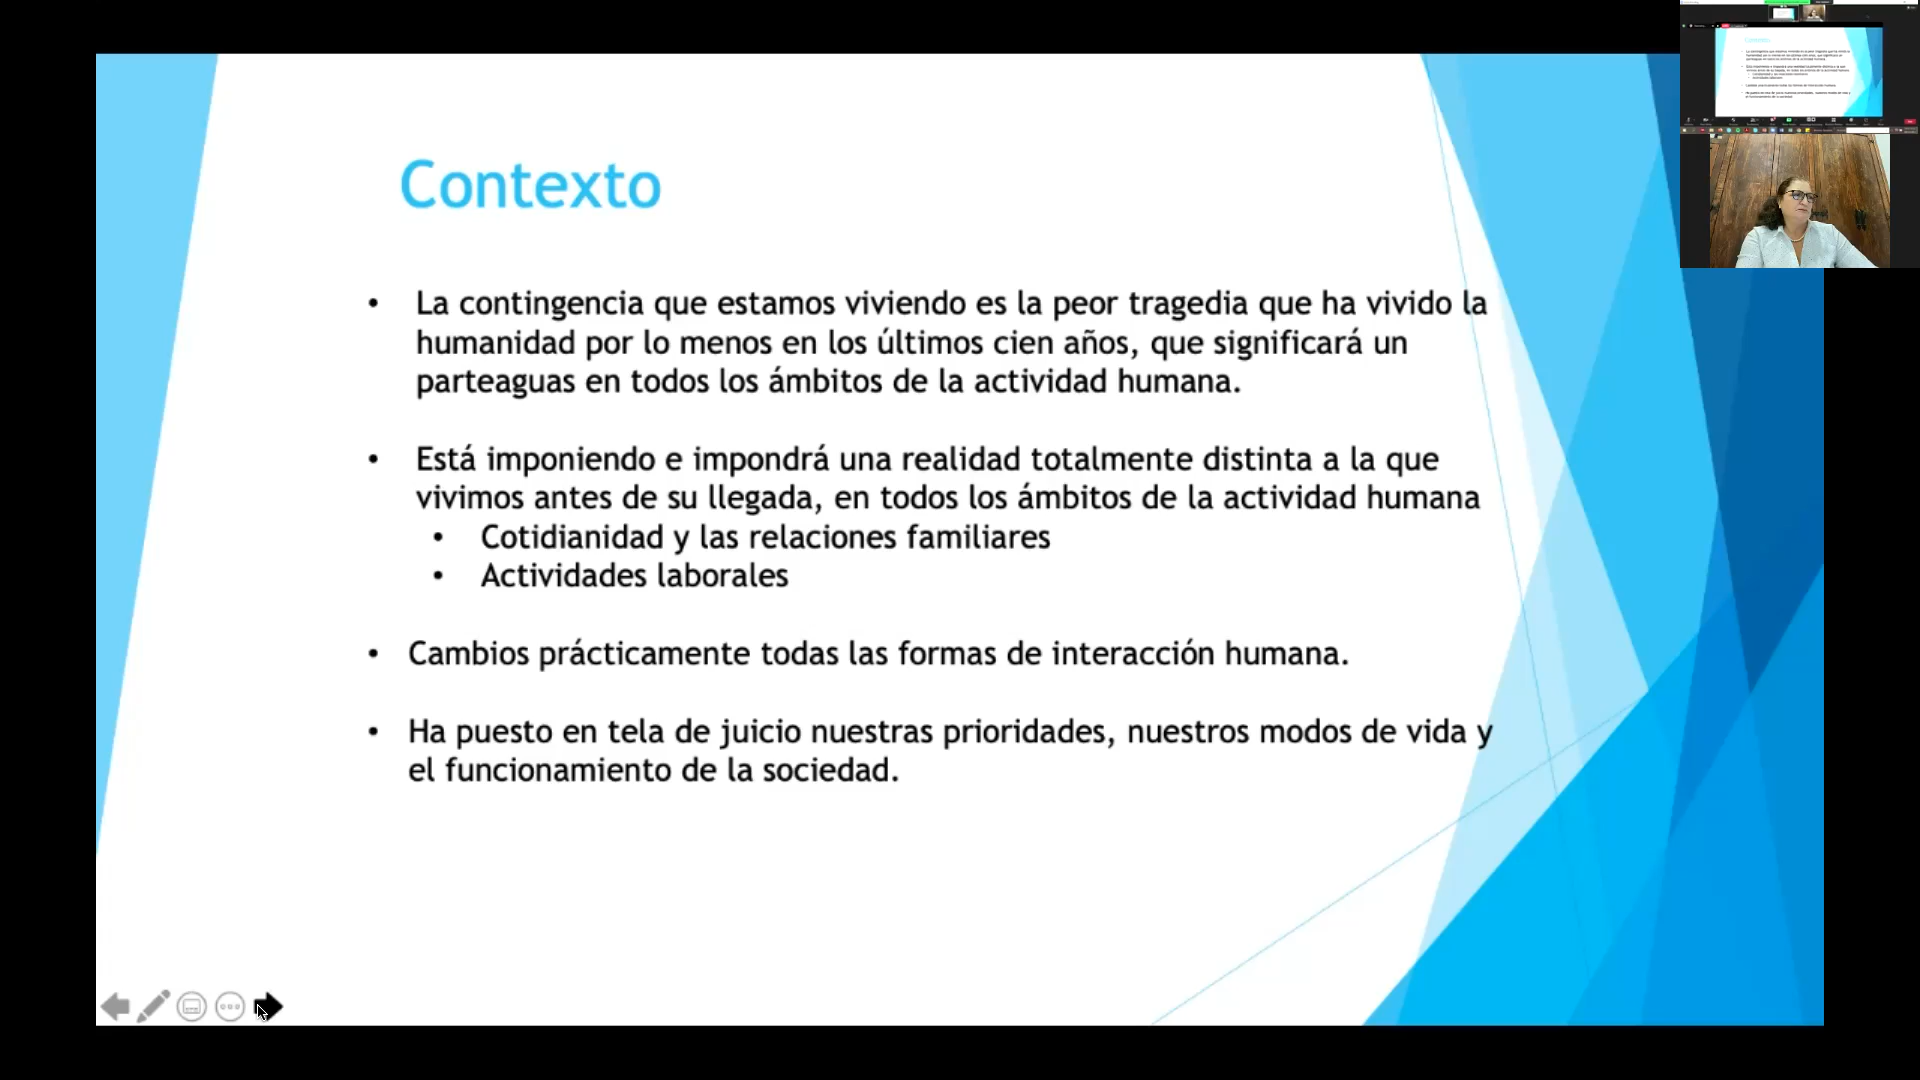 Contexto
• La contingencia que estamos viviendo es la peor tragedia que ha vivido la
humanidad por lo menos en los últimos cien años, que significará un
parteaguas en todos los ámbitos de la actividad humana.
• Está imponiendo e impondrá una realidad totalmente distinta a la que
vivimos antes de su llegada, en todos los ámbitos de la actividad humana
• Cotidianidad y las relaciones familiares
• Actividades laborales
• Cambios prácticamente todas las formas de interacción humana.
• Ha puesto en tela de juicio nuestras prioridades, nuestros modos de vida y
el funcionamiento de la sociedad.